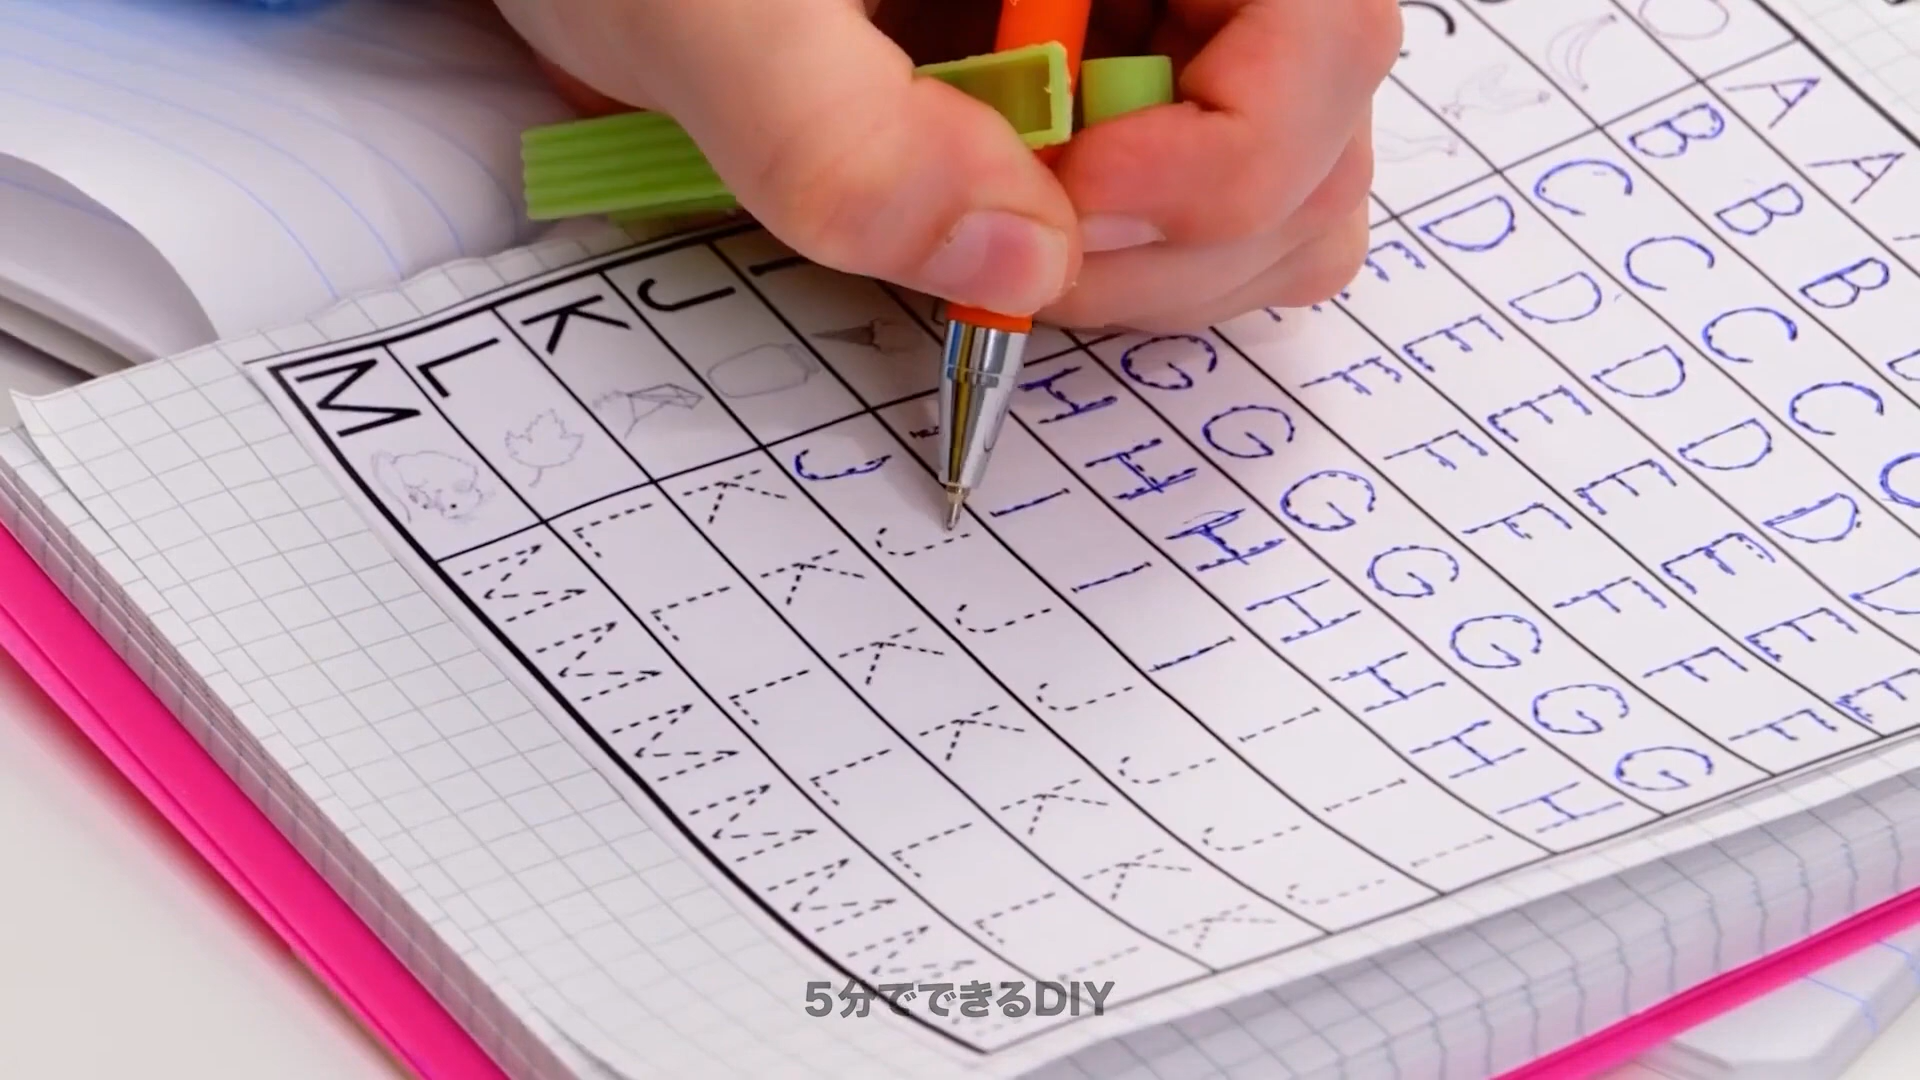 A A
B B B
C C C C C
D D D D D D
E E E E E E E
F F F F F F
G G G G G G G
H H H H H H H
I I I I I I I
J J J J J J J
K K K K K K K
L L L L L L
M M M M M M M
5分でできるDIY